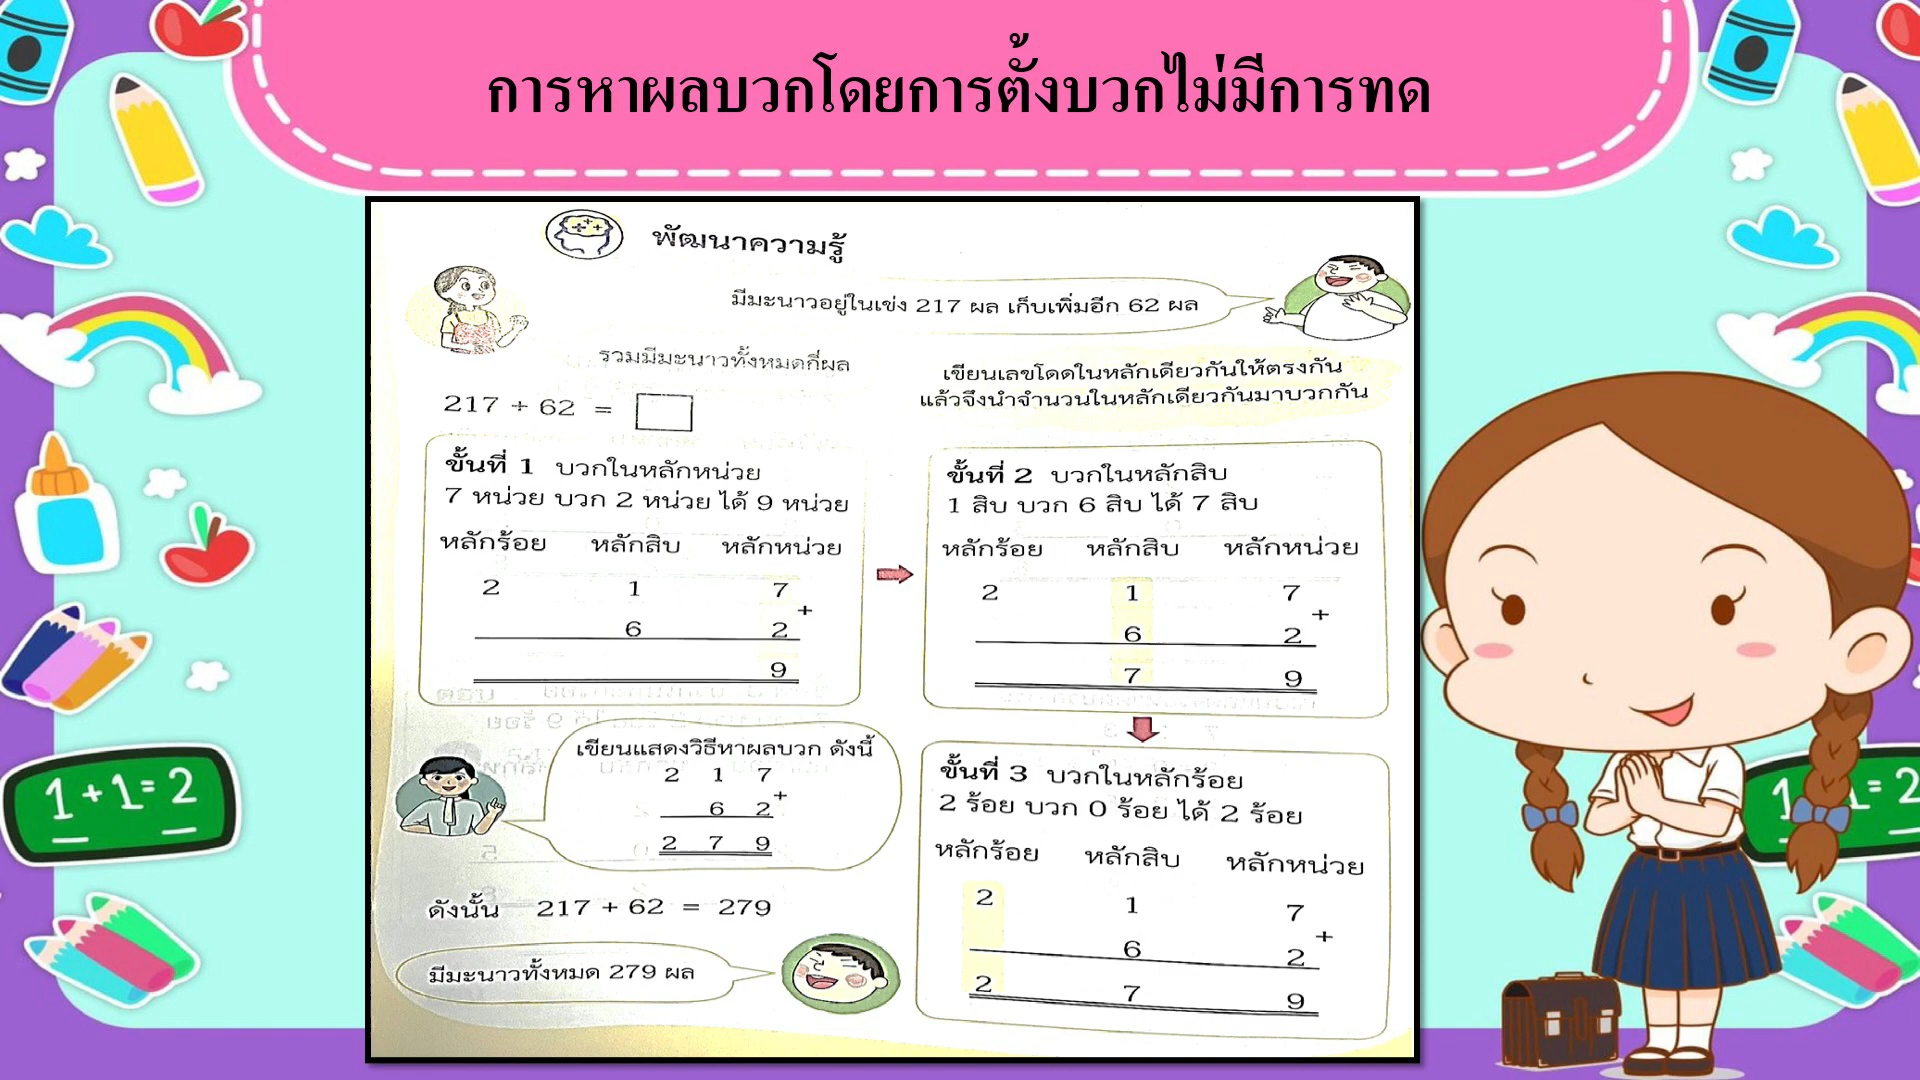 การหาผลบวกโดยการตั้งบวกไม่มีการทด
พัฒนาความรู้
มีมะนาวอยู่ในเข่ง 217 ผล เก็บเพิ่มอีก 62 ผล
รวมมีมะนาวทั้งหมดกี่ผล
เขียนเลขโดดในหลักเดียวกันให้ตรงกัน
แล้วจึงนำจำนวนในหลักเดียวกันมาบวกกัน
217 + 62 =
ขั้นที่ 1 บวกในหลักหน่วย
7 หน่วย บวก 2 หน่วย ได้ 9 หน่วย
หลักร้อย หลักสิบ หลักหน่วย
2 1 7
+
6 2
9
ขั้นที่ 2 บวกในหลักสิบ
1 สิบ บวก 6 สิบ ได้ 7 สิบ
หลักร้อย หลักสิบ หลักหน่วย
2 1 7
+
6 2
7 9
ขั้นที่ 3 บวกในหลักร้อย
2 ร้อย บวก 0 ร้อย ได้ 2 ร้อย
หลักร้อย หลักสิบ หลักหน่วย
2 1 7
+
6 2
2 7 9
เขียนแสดงวิธีหาผลบวก ดังนี้
2 1 7
+
6 2
2 7 9
ดังนั้น 217 + 62 = 279
มีมะนาวทั้งหมด 279 ผล
1+1=2
1+1=2